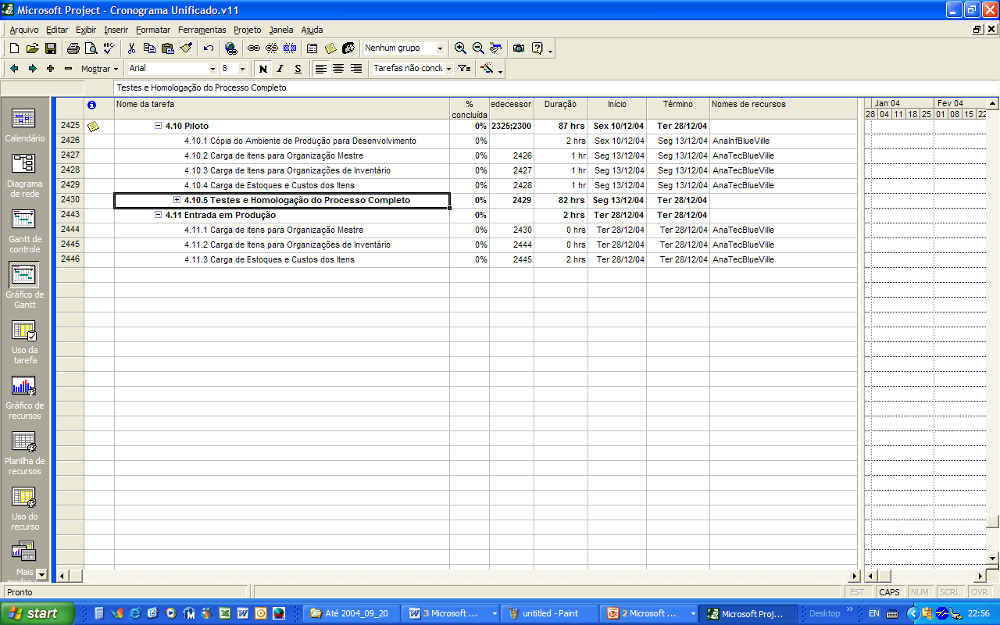 Microsoft Project - Cronograma Unificado.v11
Arquivo Editar Exibir Inserir Formatar Ferramentas Projeto Janela Ajuda
Nenhum grupo
Mostrar Arial 8 N I S Tarefas não conclu
Testes e Homologação do Processo Completo
Nome da tarefa % concluída edecessor Duração Início Término Nomes de recursos
Jan 04 Fev 04
28 04 11 18 25 01 08 15 22
2425 4.10 Piloto 0% 2325;2300 87 hrs Sex 10/12/04 Ter 28/12/04
2426 4.10.1 Cópia do Ambiente de Produção para Desenvolvimento 0% 2 hrs Sex 10/12/04 Seg 13/12/04 AnaInfBlueVille
2427 4.10.2 Carga de Itens para Organização Mestre 0% 2426 1 hr Seg 13/12/04 Seg 13/12/04 AnaTecBlueVille
2428 4.10.3 Carga de Itens para Organizações de Inventário 0% 2427 1 hr Seg 13/12/04 Seg 13/12/04 AnaTecBlueVille
2429 4.10.4 Carga de Estoques e Custos dos Itens 0% 2428 1 hr Seg 13/12/04 Seg 13/12/04 AnaTecBlueVille
2430 4.10.5 Testes e Homologação do Processo Completo 0% 2429 82 hrs Seg 13/12/04 Ter 28/12/04
2443 4.11 Entrada em Produção 0% 2 hrs Ter 28/12/04 Ter 28/12/04
2444 4.11.1 Carga de Itens para Organização Mestre 0% 2430 0 hrs Ter 28/12/04 Ter 28/12/04 AnaTecBlueVille
2445 4.11.2 Carga de Itens para Organizações de Inventário 0% 2444 0 hrs Ter 28/12/04 Ter 28/12/04 AnaTecBlueVille
2446 4.11.3 Carga de Estoques e Custos dos Itens 0% 2445 2 hrs Ter 28/12/04 Ter 28/12/04 AnaTecBlueVille
Calendário
Diagrama
de rede
Gantt de
controle
Gráfico de
Gantt
Uso da
tarefa
Gráfico de
recursos
Planilha de
recursos
Uso do
recurso
Mais
Pronto EST CAPS NUM SCRL OVR
start Até 2004_09_20 3 Microsoft ... untitled - Paint 2 Microsoft ... Microsoft Proj... Desktop EN 22:56